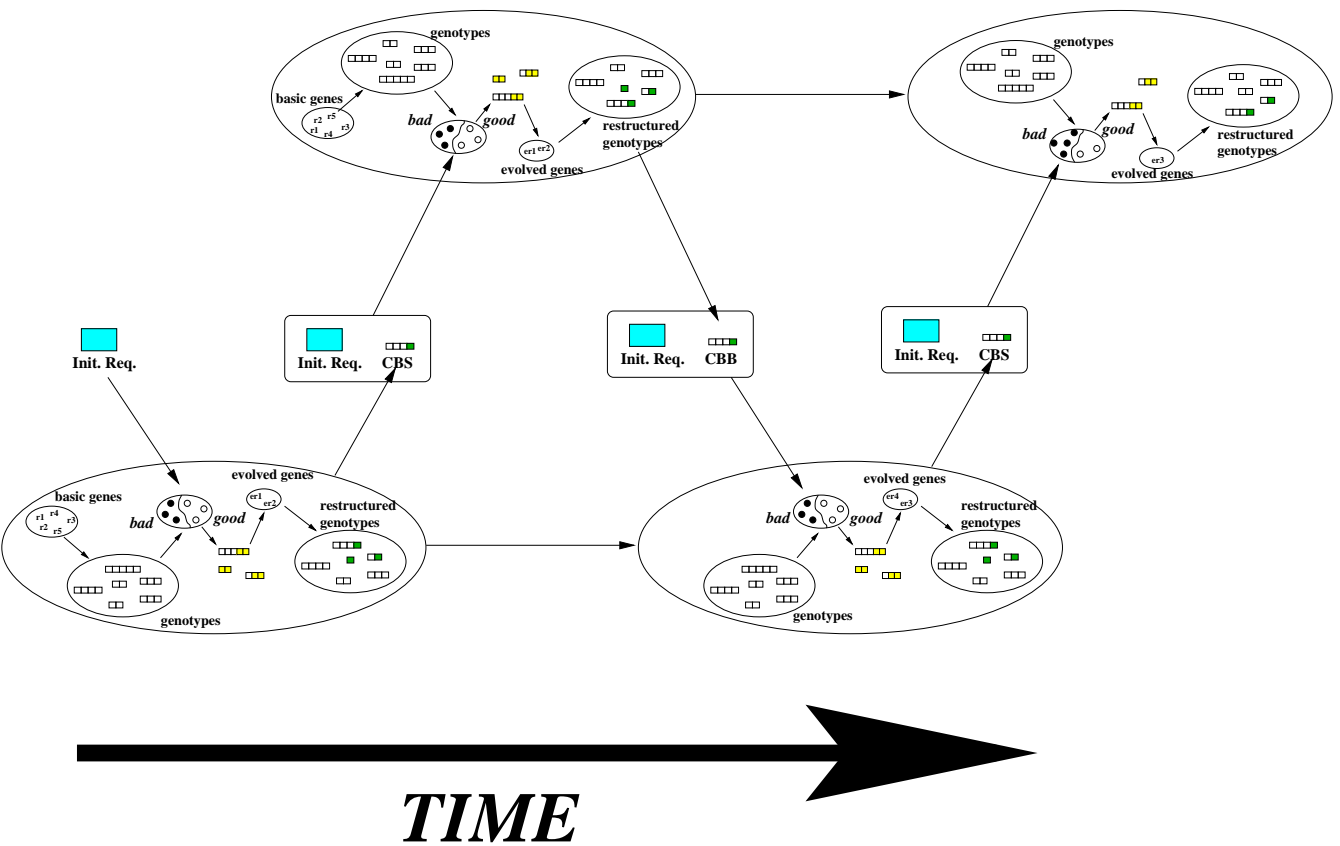 genotypes
basic genes
r2 r5
r1 r4 r3
bad
good
er1 er2
evolved genes
restructured
genotypes
genotypes
bad
good
er3
evolved genes
restructured
genotypes
Init. Req.
Init. Req.
CBS
Init. Req.
CBB
Init. Req.
CBS
basic genes
r1 r4 r3
r2 r5
bad
good
evolved genes
er1
er2
restructured
genotypes
genotypes
bad
good
evolved genes
er4
er3
restructured
genotypes
genotypes
TIME